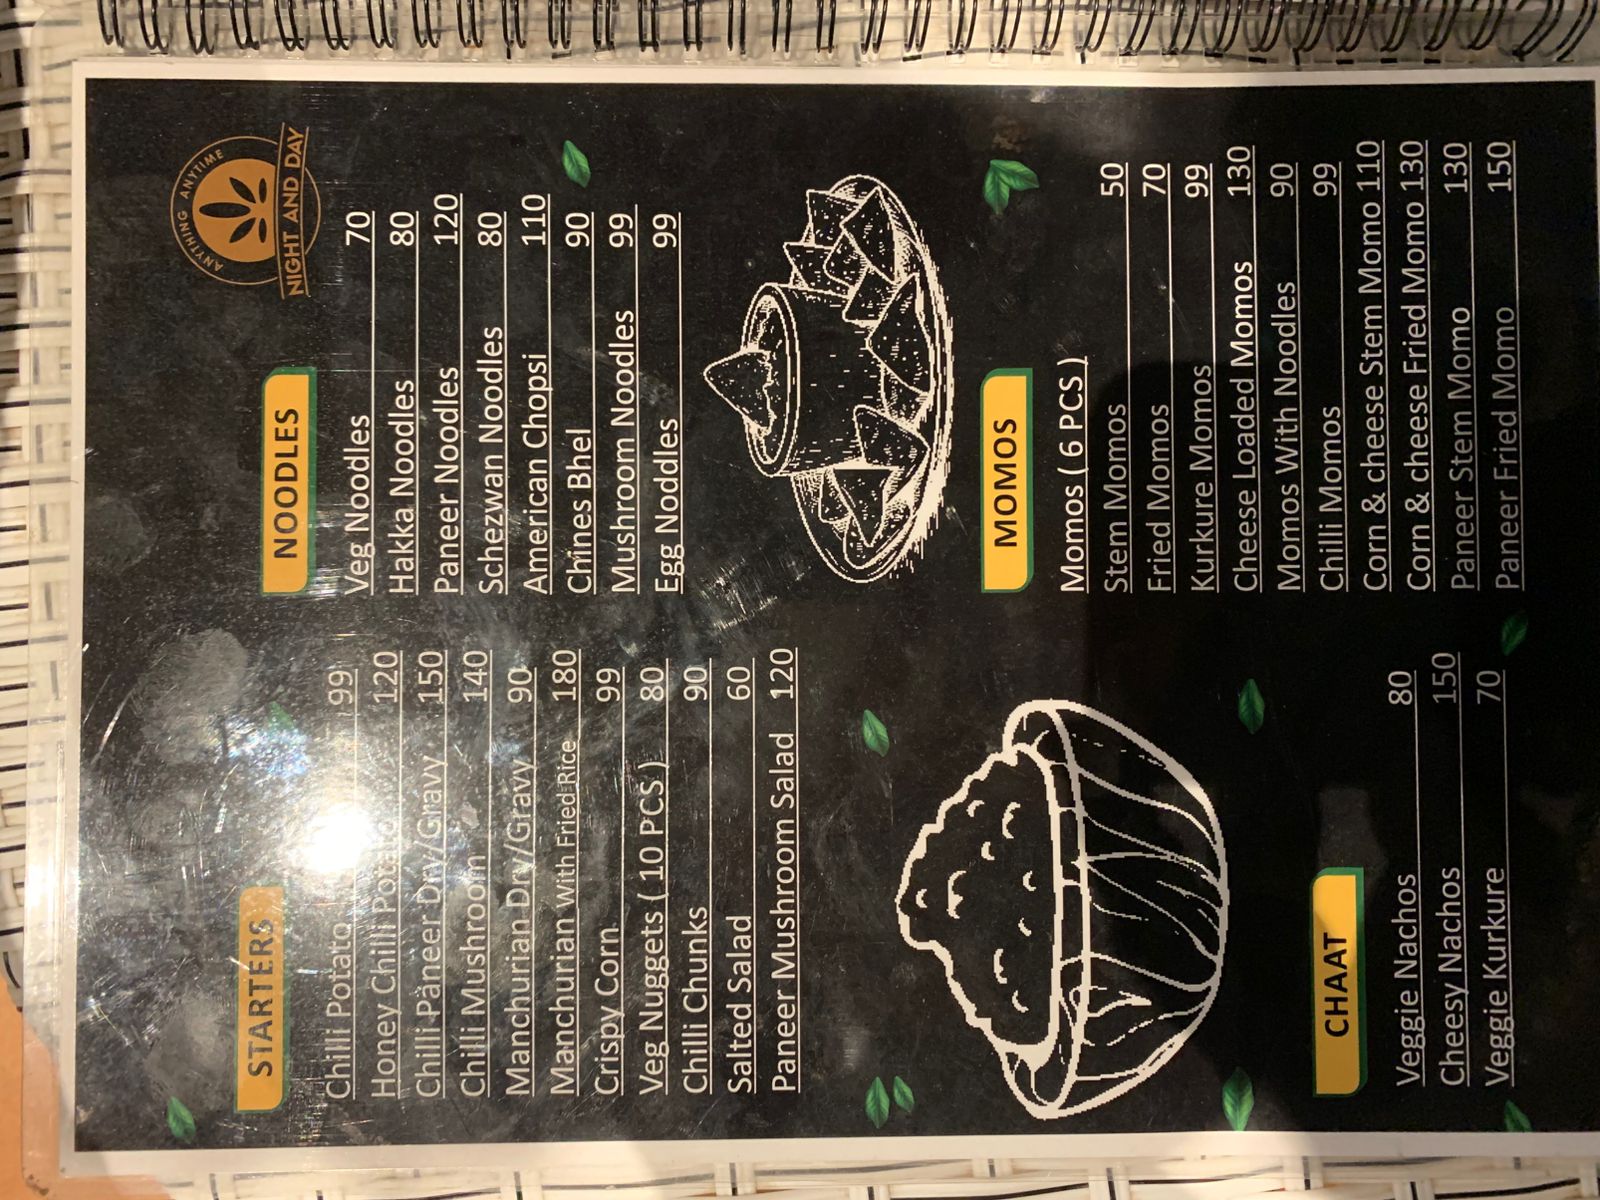 ANYTHING ANYTIME
NIGHT AND DAY
STARTERS
Chilli Potato 99
Honey Chilli Potato 120
Chilli Paneer Dry/Gravy 150
Chilli Mushroom 140
Manchurian Dry/Gravy 90
Manchurian With Fried Rice 180
Crispy Corn 99
Veg Nuggets ( 10 PCS ) 80
Chilli Chunks 90
Salted Salad 60
Paneer Mushroom Salad 120
CHAAT
Veggie Nachos 80
Cheesy Nachos 150
Veggie Kurkure 70
NOODLES
Veg Noodles 70
Hakka Noodles 80
Paneer Noodles 120
Schezwan Noodles 80
American Chopsi 110
Chines Bhel 90
Mushroom Noodles 99
Egg Noddles 99
MOMOS
Momos ( 6 PCS )
Stem Momos 50
Fried Momos 70
Kurkure Momos 99
Cheese Loaded Momos 130
Momos With Noodles 90
Chilli Momos 99
Corn & cheese Stem Momo 110
Corn & cheese Fried Momo 130
Paneer Stem Momo 130
Paneer Fried Momo 150